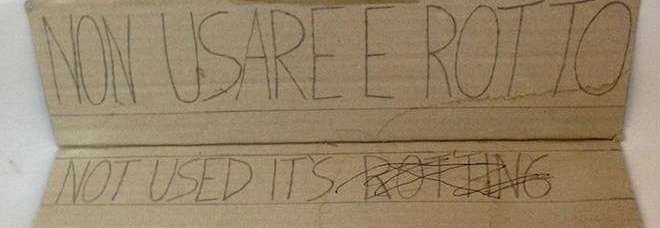 NON USARE E ROTTO
NOT USED IT'S ROTTING